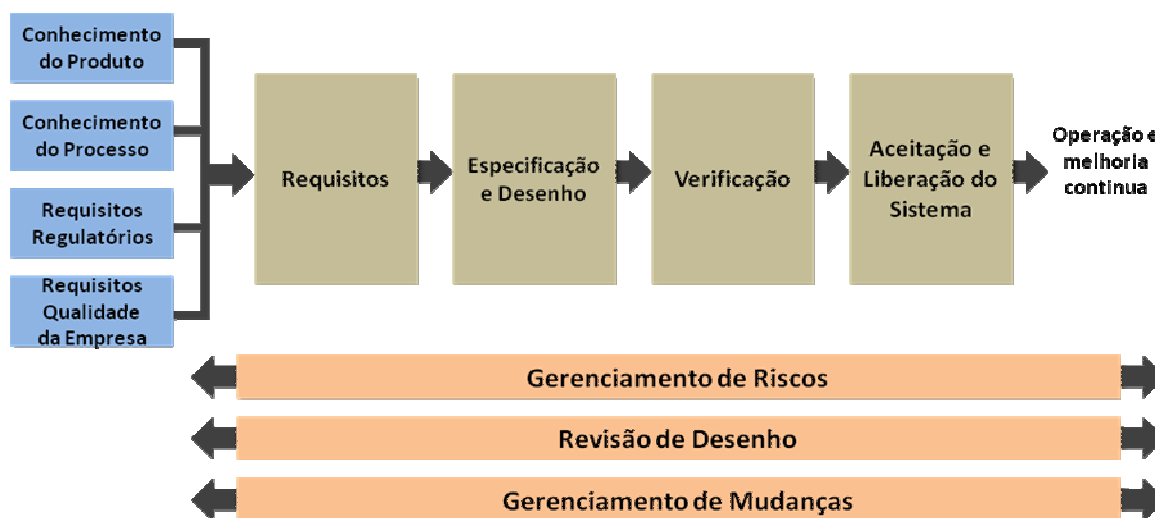 Conhecimento
do Produto
Conhecimento
do Processo
Requisitos
Regulatórios
Requisitos
Qualidade
da Empresa
Requisitos
Especificação
e Desenho
Verificação
Aceitação e
Liberação do
Sistema
Operação e
melhoria
continua
Gerenciamento de Riscos
Revisão de Desenho
Gerenciamento de Mudanças